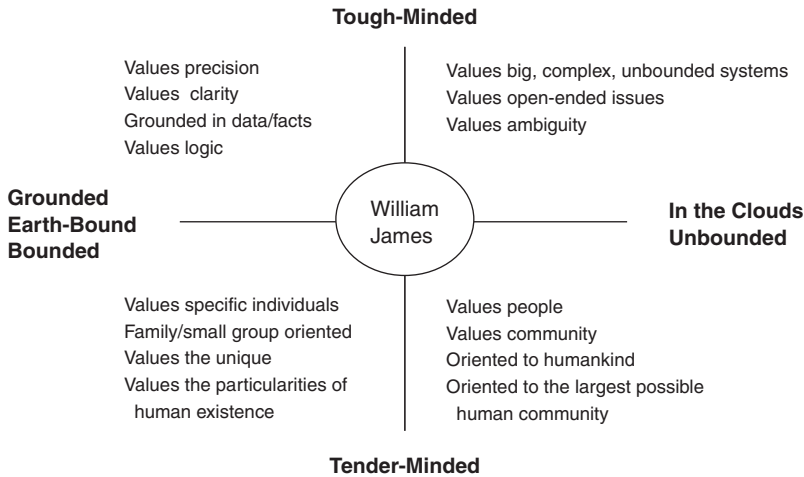 Tough-Minded
Values precision
Values clarity
Grounded in data/facts
Values logic
Values big, complex, unbounded systems
Values open-ended issues
Values ambiguity
Grounded
Earth-Bound
Bounded
William
James
In the Clouds
Unbounded
Values specific individuals
Family/small group oriented
Values the unique
Values the particularities of
human existence
Values people
Values community
Oriented to humankind
Oriented to the largest possible
human community
Tender-Minded